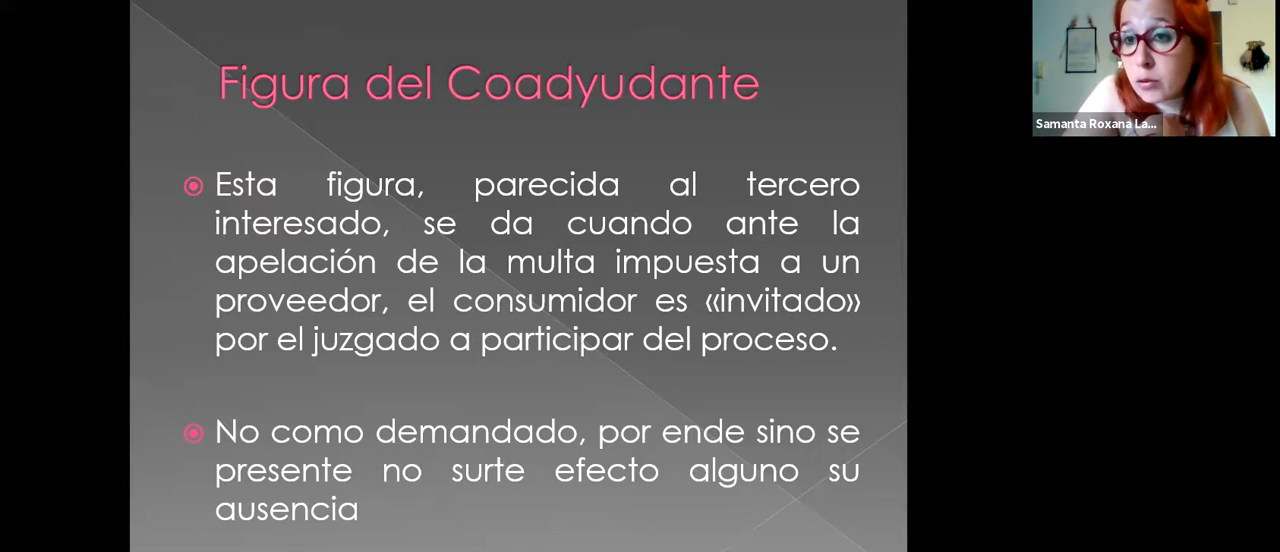 Figura del Coadyudante
Esta figura, parecida al tercero
interesado, se da cuando ante la
apelación de la multa impuesta a un
proveedor, el consumidor es «invitado»
por el juzgado a participar del proceso.
No como demandado, por ende sino se
presente no surte efecto alguno su
ausencia
Samanta Roxana La...